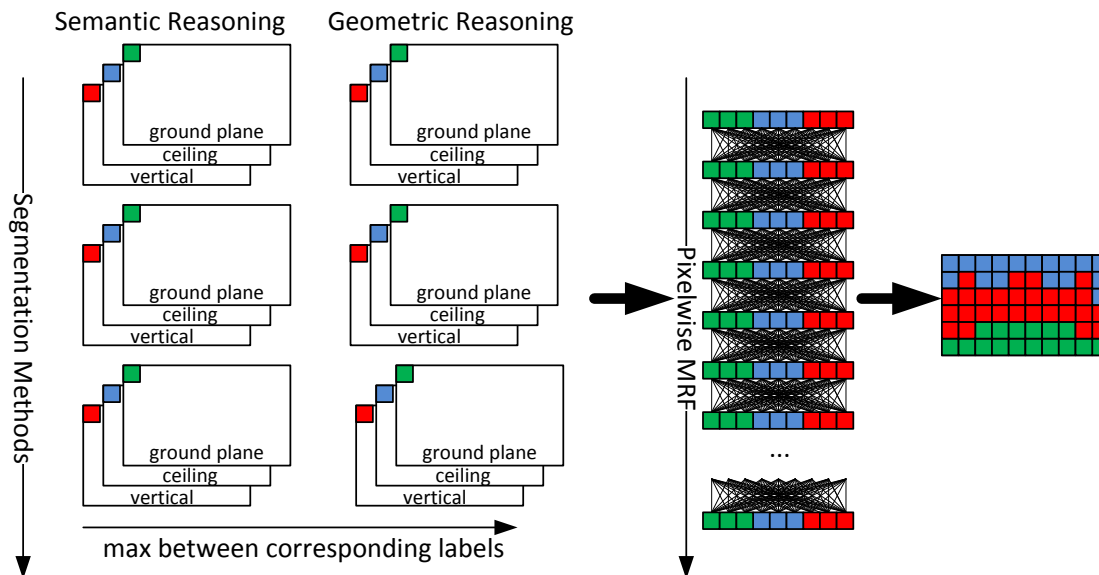 Semantic Reasoning
Geometric Reasoning
ground plane
ceiling
vertical
ground plane
ceiling
vertical
Segmentation Methods
ground plane
ceiling
vertical
ground plane
ceiling
vertical
Pixelwise MRF
ground plane
ceiling
vertical
ground plane
ceiling
vertical
...
max between corresponding labels